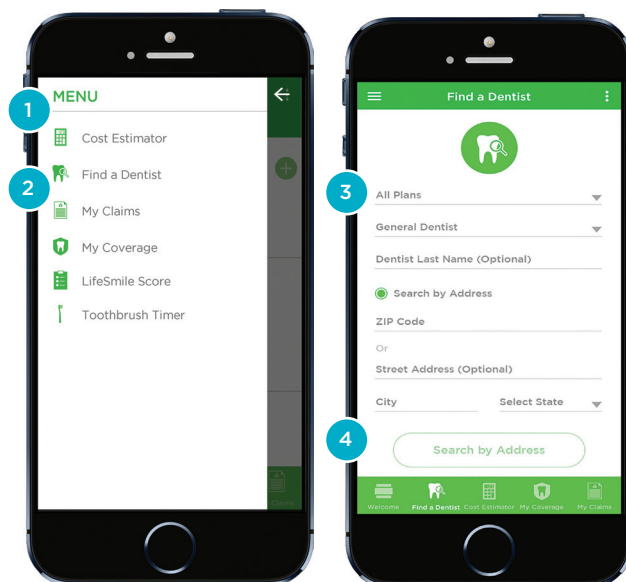 1
MENU
Cost Estimator
2
Find a Dentist
My Claims
My Coverage
LifeSmile Score
Toothbrush Timer
Claims
Find a Dentist
3
All Plans
General Dentist
Dentist Last Name (Optional)
Search by Address
ZIP Code
Or
Street Address (Optional)
City Select State
4
Search by Address
Welcome Find a Dentist Cost Estimator My Coverage My Claims